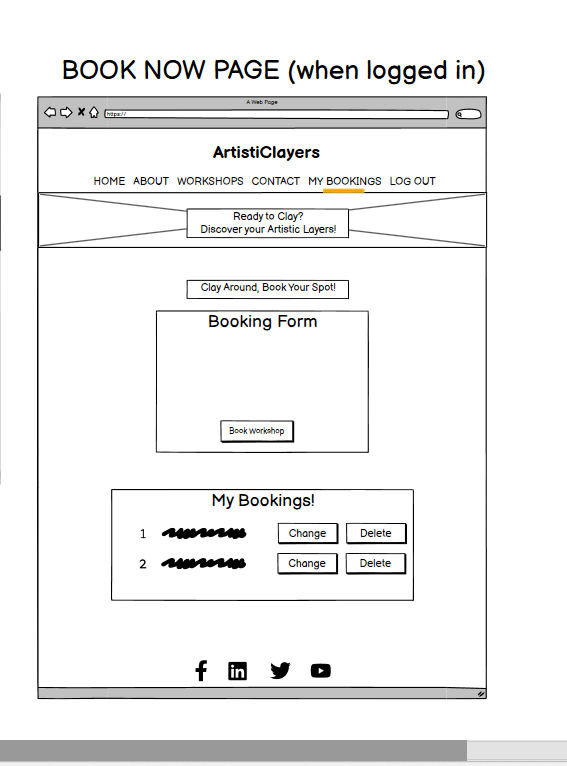 BOOK NOW PAGE (when logged in)
A Web Page
https://
ArtistiClayers
HOME ABOUT WORKSHOPS CONTACT MY BOOKINGS LOG OUT
Ready to Clay?
Discover your Artistic Layers!
Clay Around, Book Your Spot!
Booking Form
Book Workshop
My Bookings!
1 Change Delete
2 Change Delete